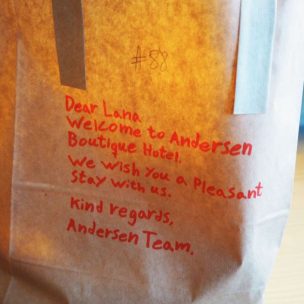 #58
Dear Lana
Welcome to Andersen
Boutique Hotel.
We wish you a Pleasant
Stay with us.
Kind regards,
Andersen Team.